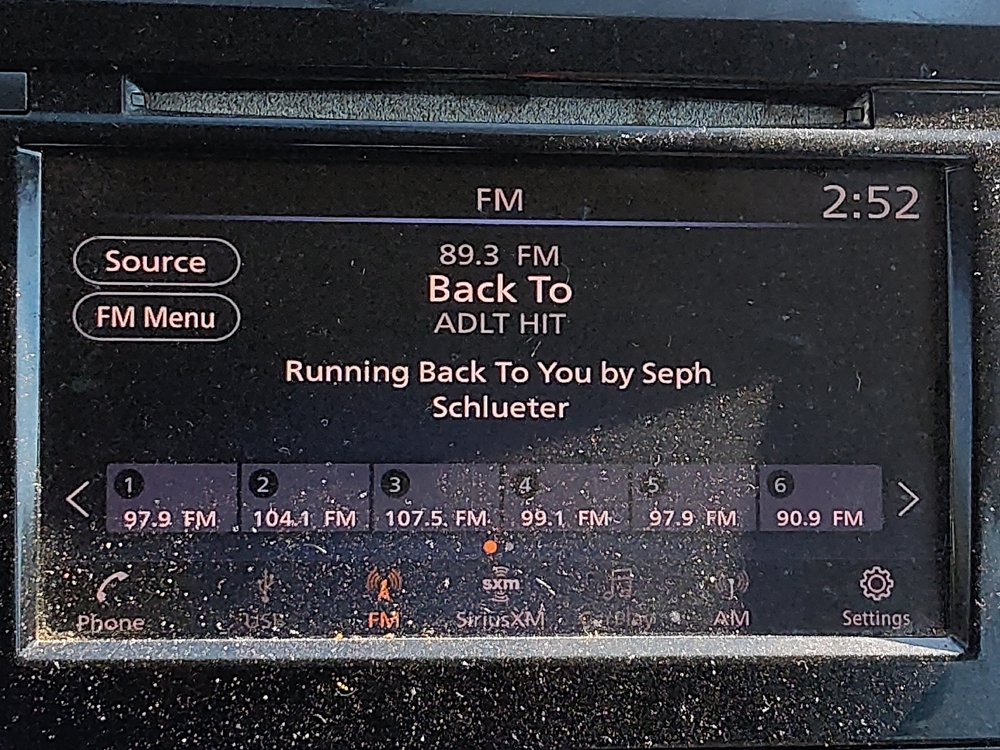 FM
2:52
Source
FM Menu
89.3 FM
Back To
ADLT HIT
Running Back To You by Seph
Schlueter
1
97.9 FM
2
104.1 FM
3
107.5 FM
4
99.1 FM
5
97.9 FM
6
90.9 FM
Phone
USB
FM
sxm
SiriusXM
CarPlay
AM
Settings